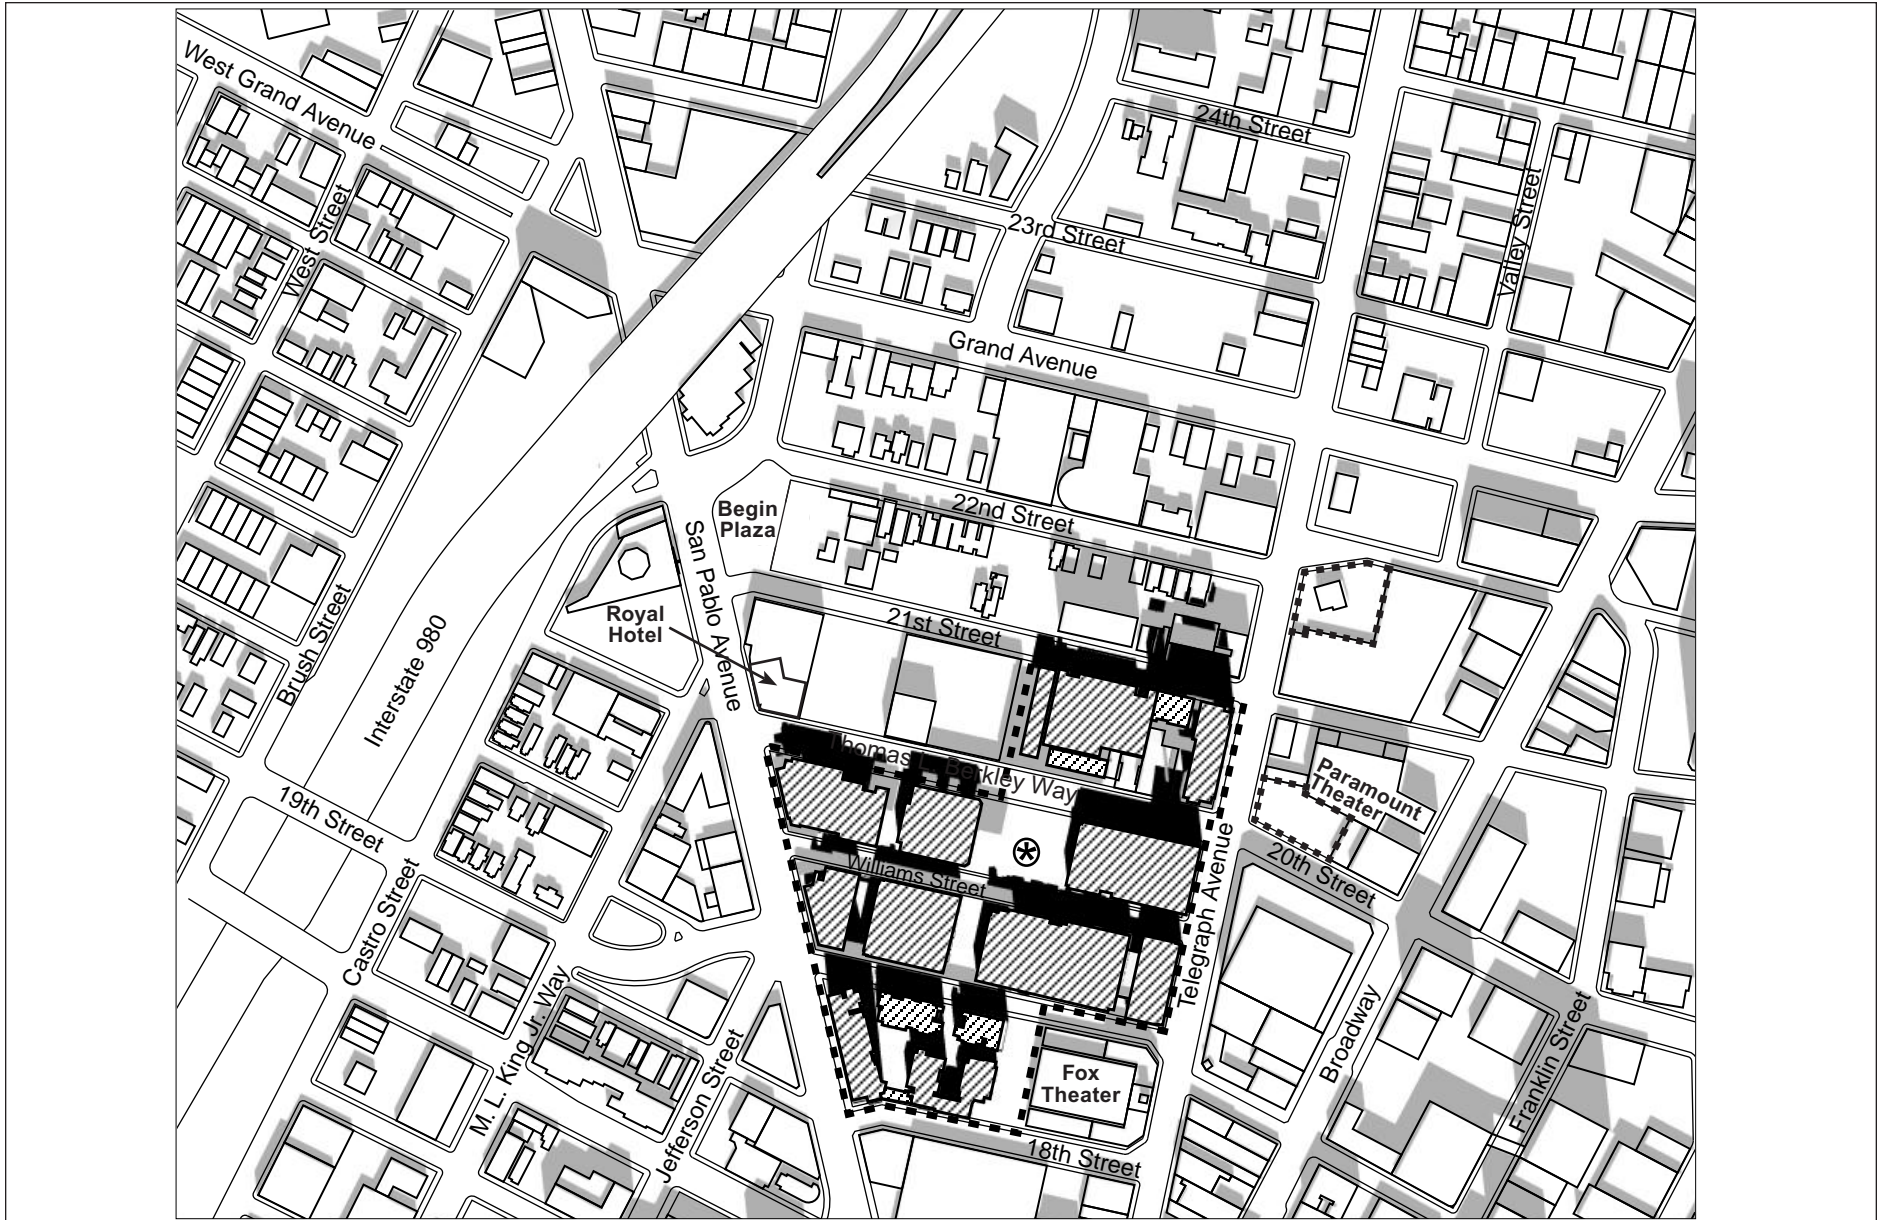 West Grand Avenue
24th Street
West Street
Valley Street
23rd Street
Grand Avenue
22nd Street
Begin
Plaza
San Pablo Avenue
Royal
Hotel
21st Street
Brush Street
Interstate 980
Thomas L. Berkley Way
Paramount
Theater
19th Street
Williams Street
20th Street
Telegraph Avenue
Castro Street
M. L. King Jr. Way
Jefferson Street
Broadway
Franklin Street
Fox
Theater
18th Street